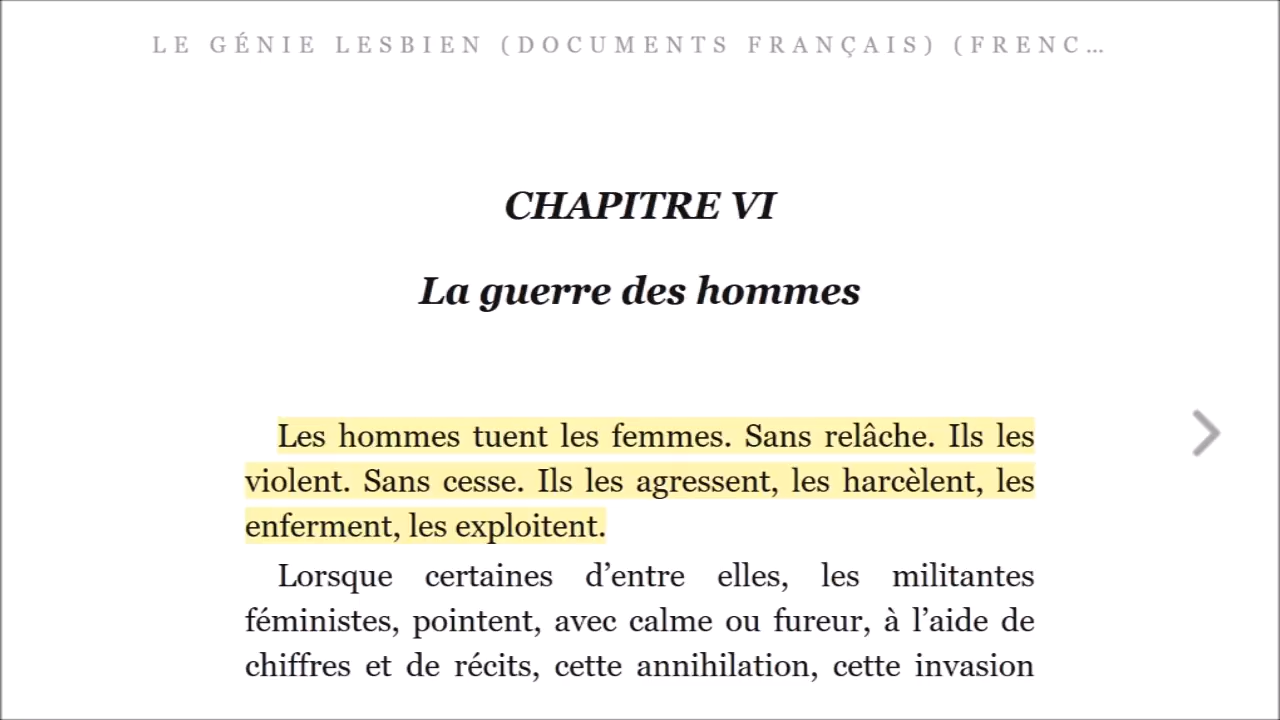 LE GÉNIE LESBIEN (DOCUMENTS FRANÇAIS) (FRENC...
CHAPITRE VI
La guerre des hommes
Les hommes tuent les femmes. Sans relâche. Ils les
violent. Sans cesse. Ils les agressent, les harcèlent, les
enferment, les exploitent.
Lorsque certaines d’entre elles, les militantes
féministes, pointent, avec calme ou fureur, à l’aide de
chiffres et de récits, cette annihilation, cette invasion